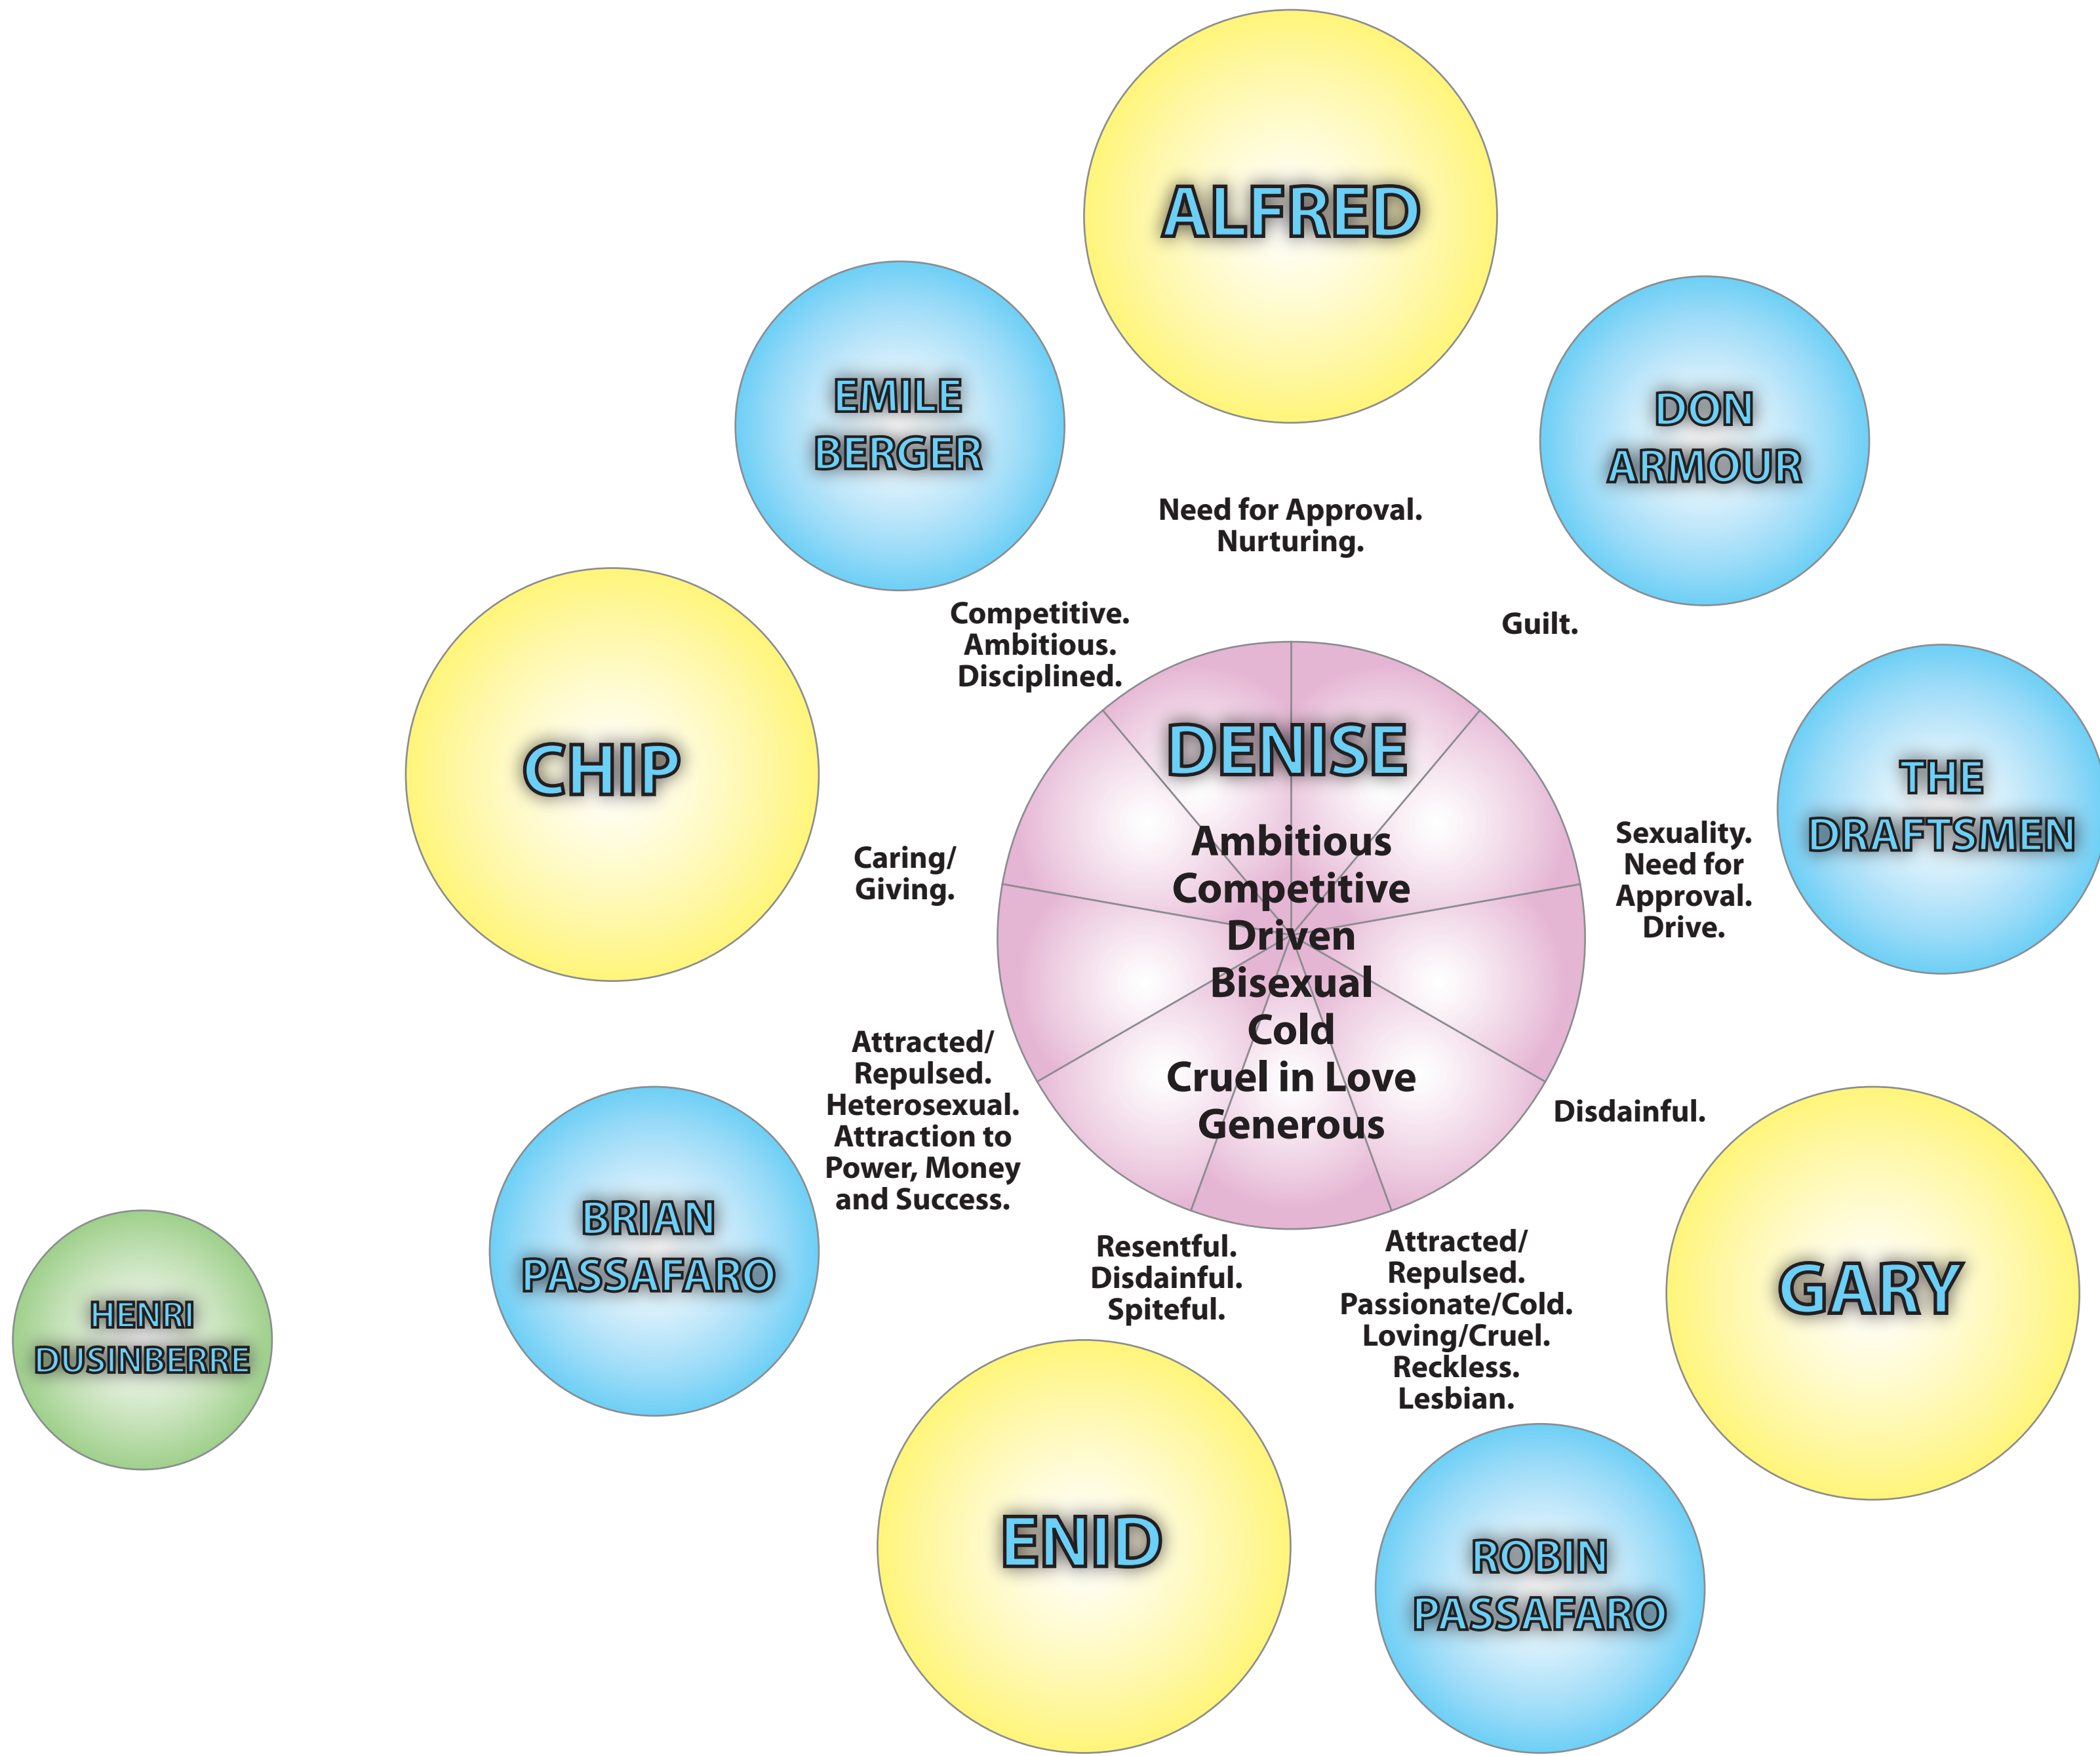 ALFRED
EMILE
BERGER
DON
ARMOUR
Need for Approval.
Nurturing.
Competitive.
Ambitious.
Disciplined.
Guilt.
CHIP
THE
DRAFTSMEN
Caring/
Giving.
Sexuality.
Need for
Approval.
Drive.
DENISE
Ambitious
Competitive
Driven
Bisexual
Cold
Cruel in Love
Generous
Attracted/
Repulsed.
Heterosexual.
Attraction to
Power, Money
and Success.
Disdainful.
BRIAN
PASSAFARO
HENRI
DUSINBERRE
Resentful.
Disdainful.
Spiteful.
Attracted/
Repulsed.
Passionate/Cold.
Loving/Cruel.
Reckless.
Lesbian.
GARY
ENID
ROBIN
PASSAFARO